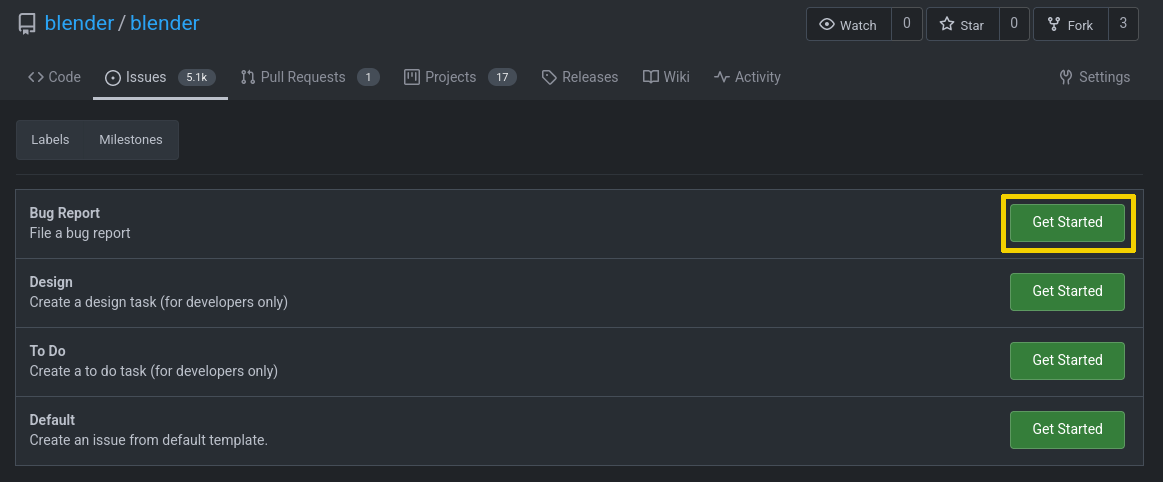 blender / blender
Watch 0 Star 0 Fork 3
Code Issues 5.1k Pull Requests 1 Projects 17 Releases Wiki Activity Settings
Labels Milestones
Bug Report
File a bug report
Get Started
Design
Create a design task (for developers only)
Get Started
To Do
Create a to do task (for developers only)
Get Started
Default
Create an issue from default template.
Get Started